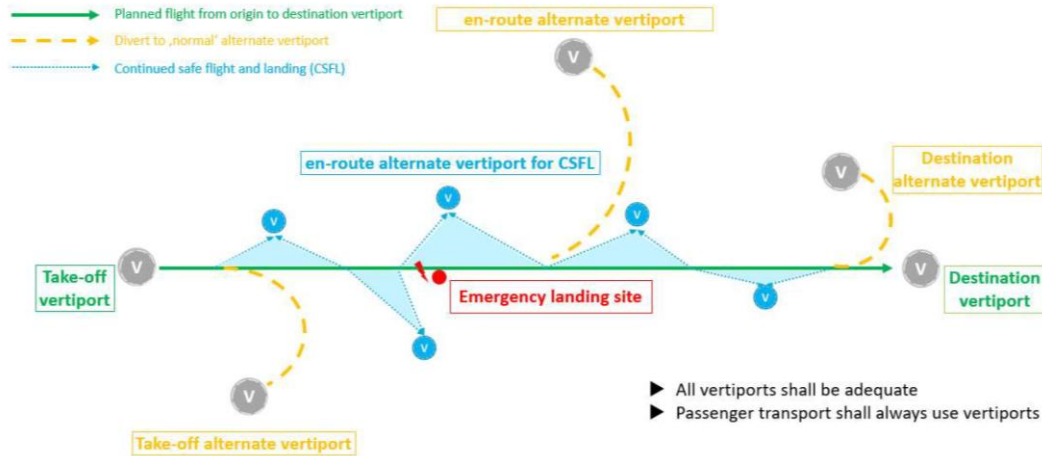 Planned flight from origin to destination vertiport
Divert to ‚normal' alternate vertiport
Continued safe flight and landing (CSFL)
en-route alternate vertiport
V
en-route alternate vertiport for CSFL
V
Destination
alternate vertiport
V
V
V
V
Take-off
vertiport
Emergency landing site
V
Destination
vertiport
V
V
V
Take-off alternate vertiport
► All vertiports shall be adequate
► Passenger transport shall always use vertiports